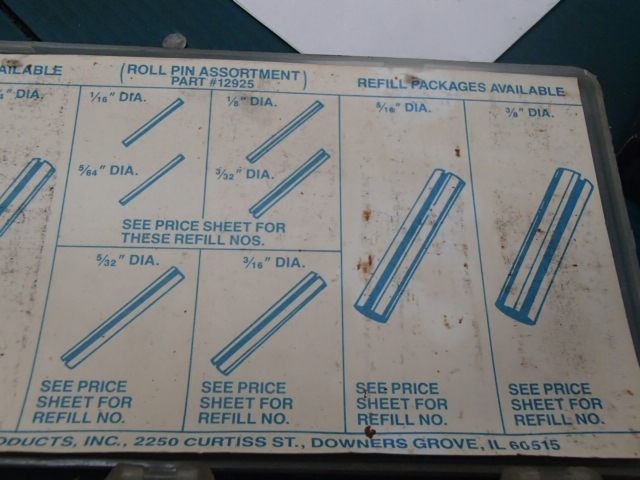 (ROLL PIN ASSORTMENT)
PART #12925
REFILL PACKAGES AVAILABLE
DIA.
1/16" DIA.
1/8" DIA.
5/16" DIA.
3/8" DIA.
5/64" DIA.
3/32" DIA.
SEE PRICE SHEET FOR
THESE REFILL NOS.
5/32" DIA.
3/16" DIA.
SEE PRICE
SHEET FOR
REFILL NO.
SEE PRICE
SHEET FOR
REFILL NO.
SEE PRICE
SHEET FOR
REFILL NO.
SEE PRICE
SHEET FOR
REFILL NO.
INC., 2250 CURTISS ST., DOWNERS GROVE, IL 60515